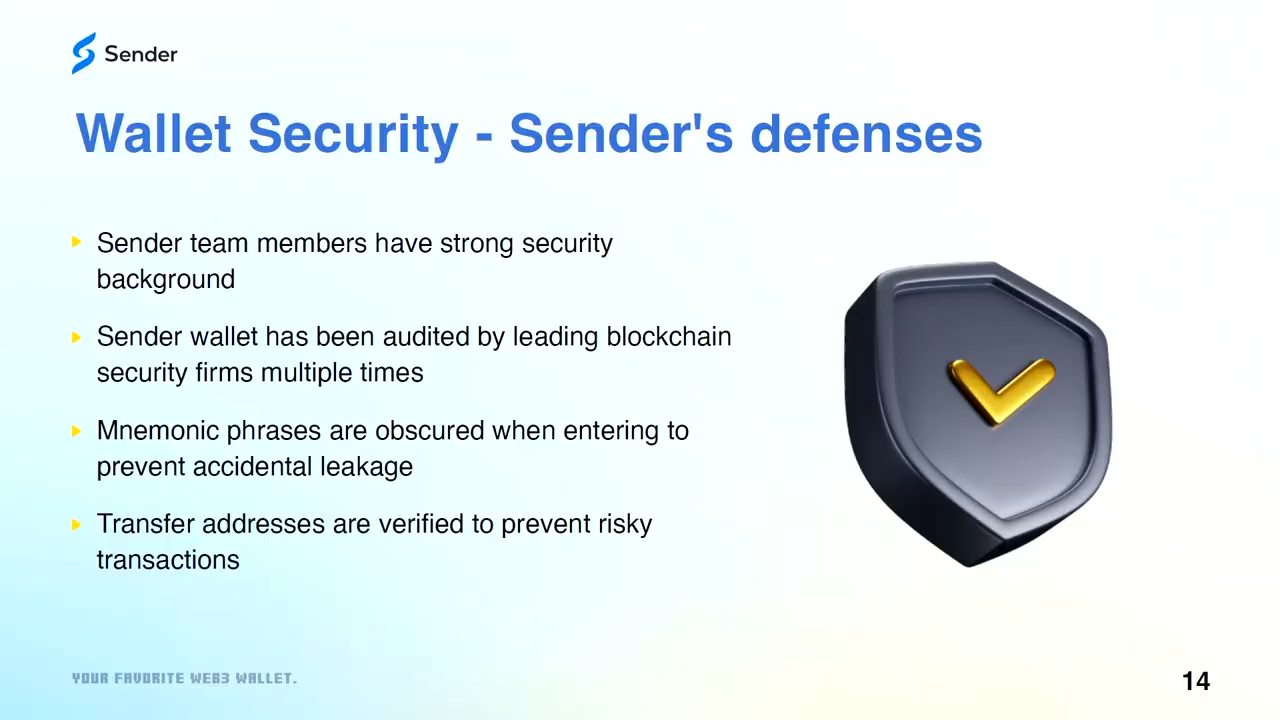 Sender
Wallet Security - Sender's defenses
Sender team members have strong security
background
Sender wallet has been audited by leading blockchain
security firms multiple times
Mnemonic phrases are obscured when entering to
prevent accidental leakage
Transfer addresses are verified to prevent risky
transactions
YOUR FAVORITE WEB3 WALLET.
14